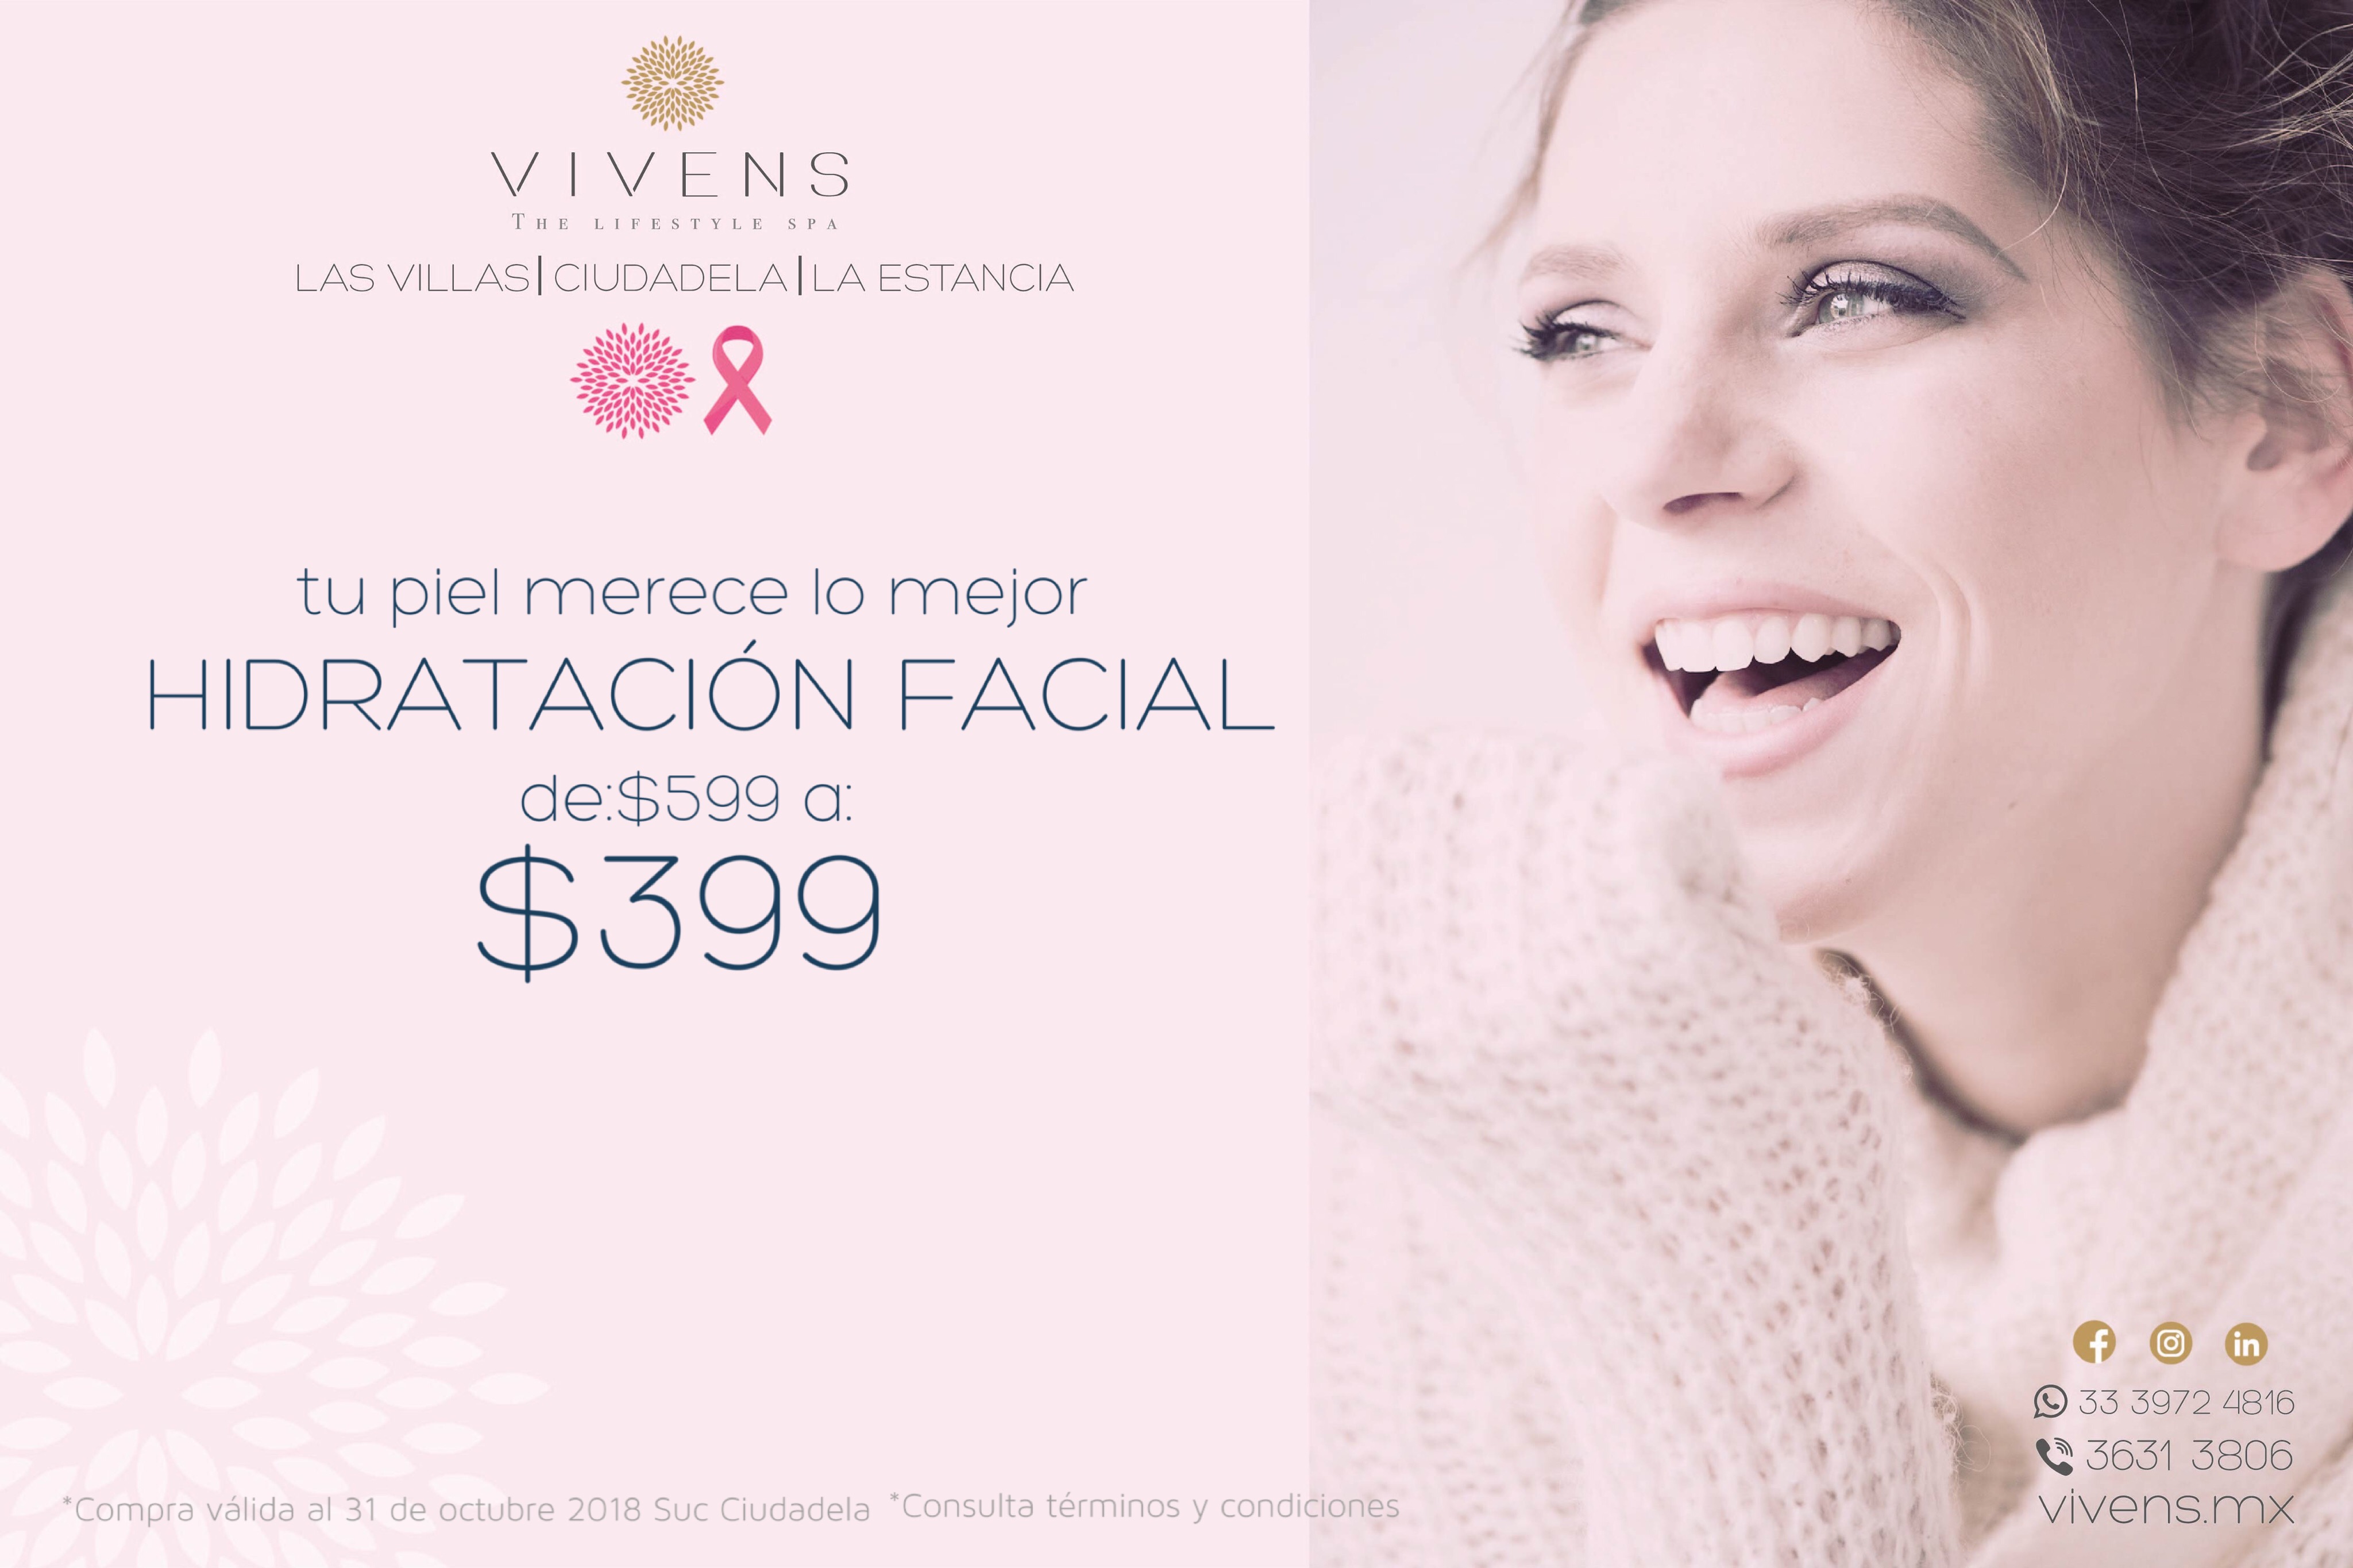 VIVENS
THE LIFESTYLE SPA
LAS VILLAS|CIUDADELA|LA ESTANCIA
tu piel merece lo mejor
HIDRATACIÓN FACIAL
de:$599 a:
$399
33 3972 4816
3631 3806
vivens.mx
*Compra válida al 31 de octubre 2018 Suc Ciudadela *Consulta términos y condiciones